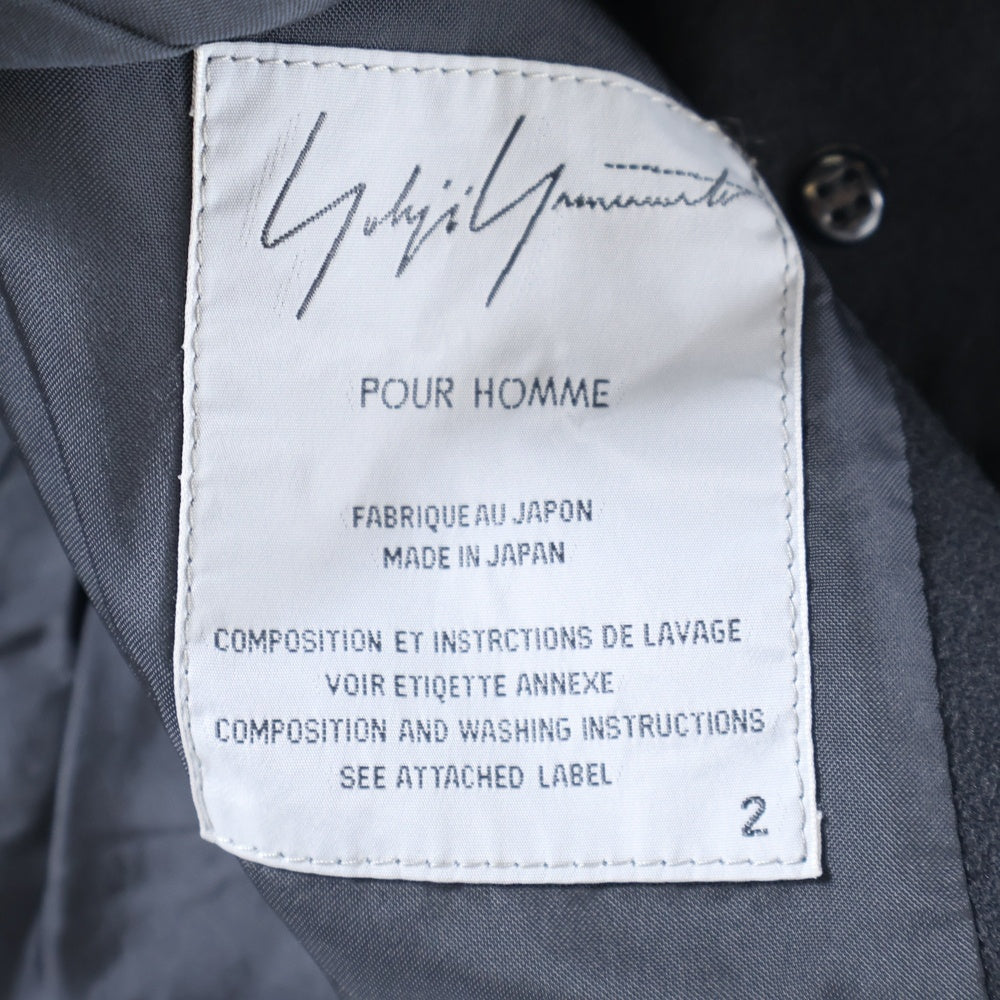 Yohji Yamamoto
POUR HOMME
FABRIQUE AU JAPON
MADE IN JAPAN
COMPOSITION ET INSTRCTIONS DE LAVAGE
VOIR ETIQETTE ANNEXE
COMPOSITION AND WASHING INSTRUCTIONS
SEE ATTACHED LABEL
2